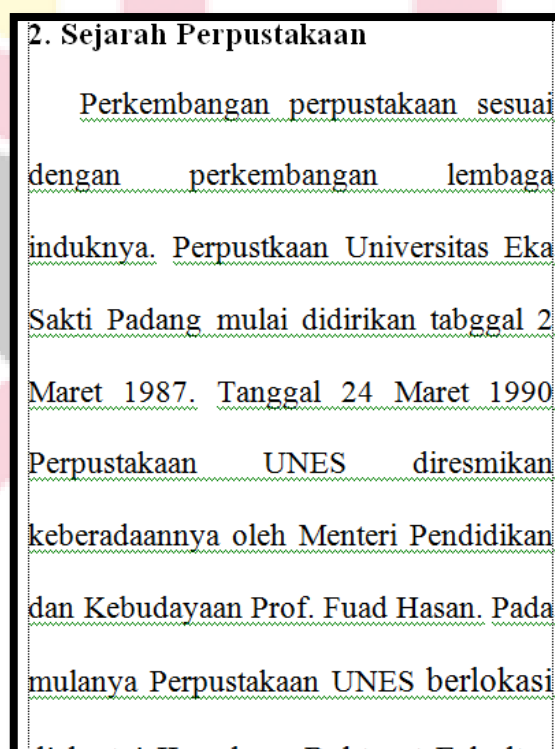 2. Sejarah Perpustakaan
Perkembangan perpustakaan sesuai
dengan perkembangan lembaga
induknya. Perpustkaan Universitas Eka
Sakti Padang mulai didirikan tabggal 2
Maret 1987. Tanggal 24 Maret 1990
Perpustakaan UNES diresmikan
keberadaannya oleh Menteri Pendidikan
dan Kebudayaan Prof. Fuad Hasan. Pada
mulanya Perpustakaan UNES berlokasi